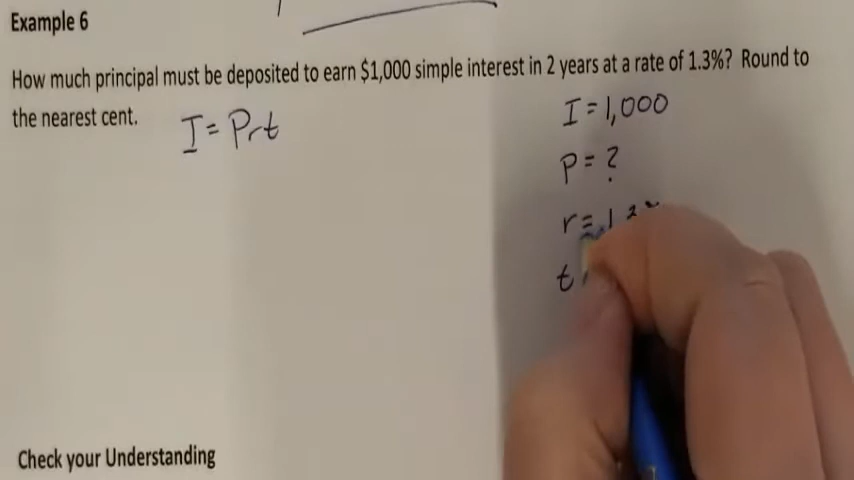 Example 6
How much principal must be deposited to earn $1,000 simple interest in 2 years at a rate of 1.3%? Round to
the nearest cent.
I = Prt
I = 1,000
P = ?
r =
t
Check your Understanding